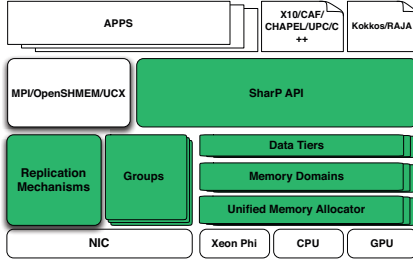 APPS
X10/CAF/
CHAPEL/UPC/C
++
Kokkos/RAJA
MPI/OpenSHMEM/UCX
SharP API
Replication
Mechanisms
Groups
Data Tiers
Memory Domains
Unified Memory Allocator
NIC
Xeon Phi
CPU
GPU